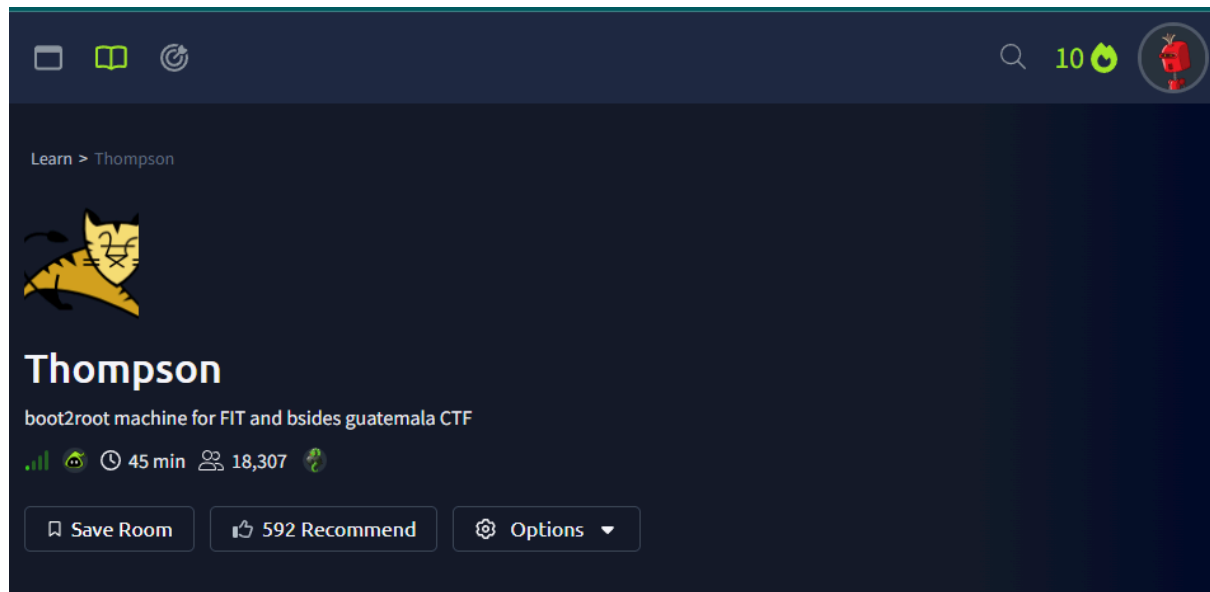 10
Learn > Thompson
Thompson
boot2root machine for FIT and bsides guatemala CTF
45 min 18,307
Save Room 592 Recommend Options